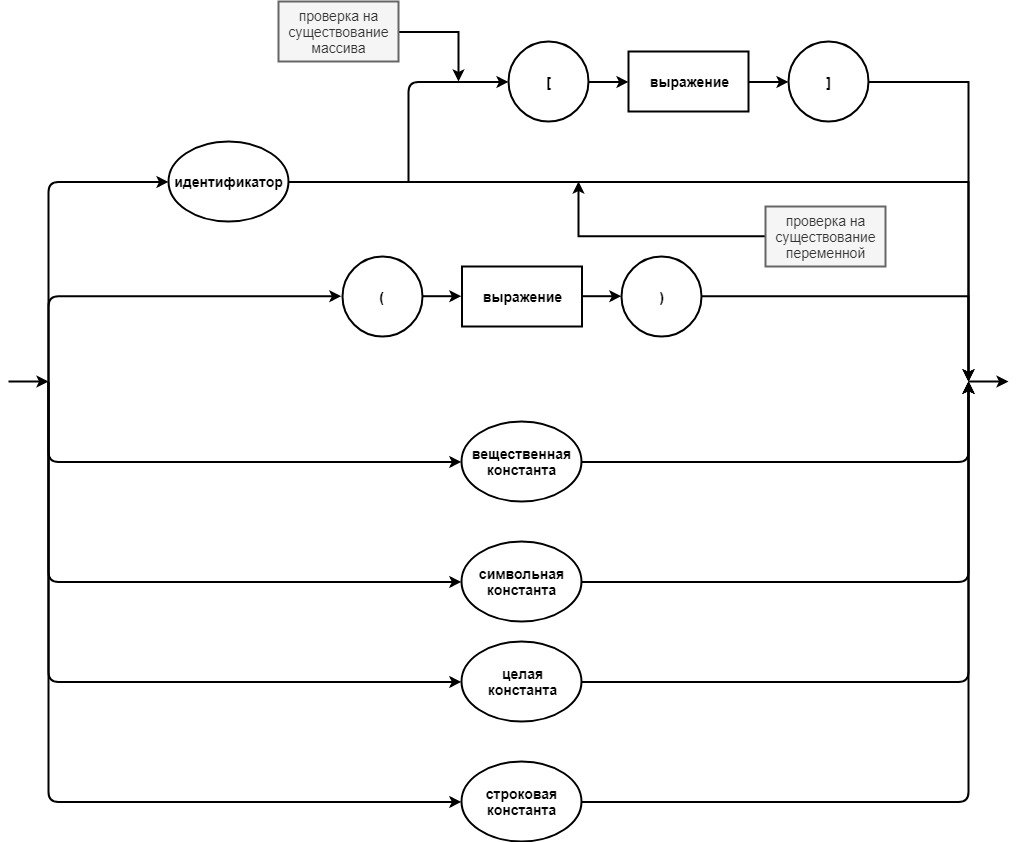 проверка на
существование
массива
[
выражение
]
идентификатор
проверка на
существование
переменной
(
выражение
)
вещественная
константа
символьная
константа
целая
константа
строковая
константа